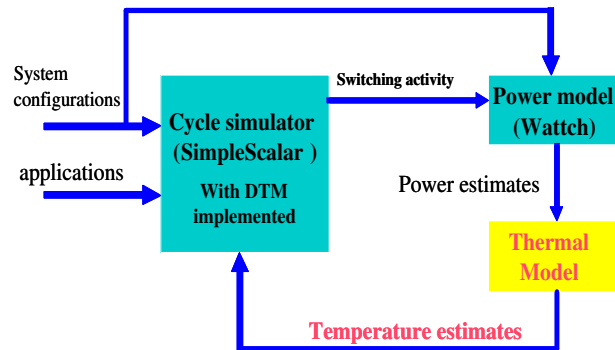 System
configurations
applications
Cycle simulator
(SimpleScalar )
With DTM
implemented
Switching activity
Power model
(Wattch)
Power estimates
Thermal
Model
Temperature estimates